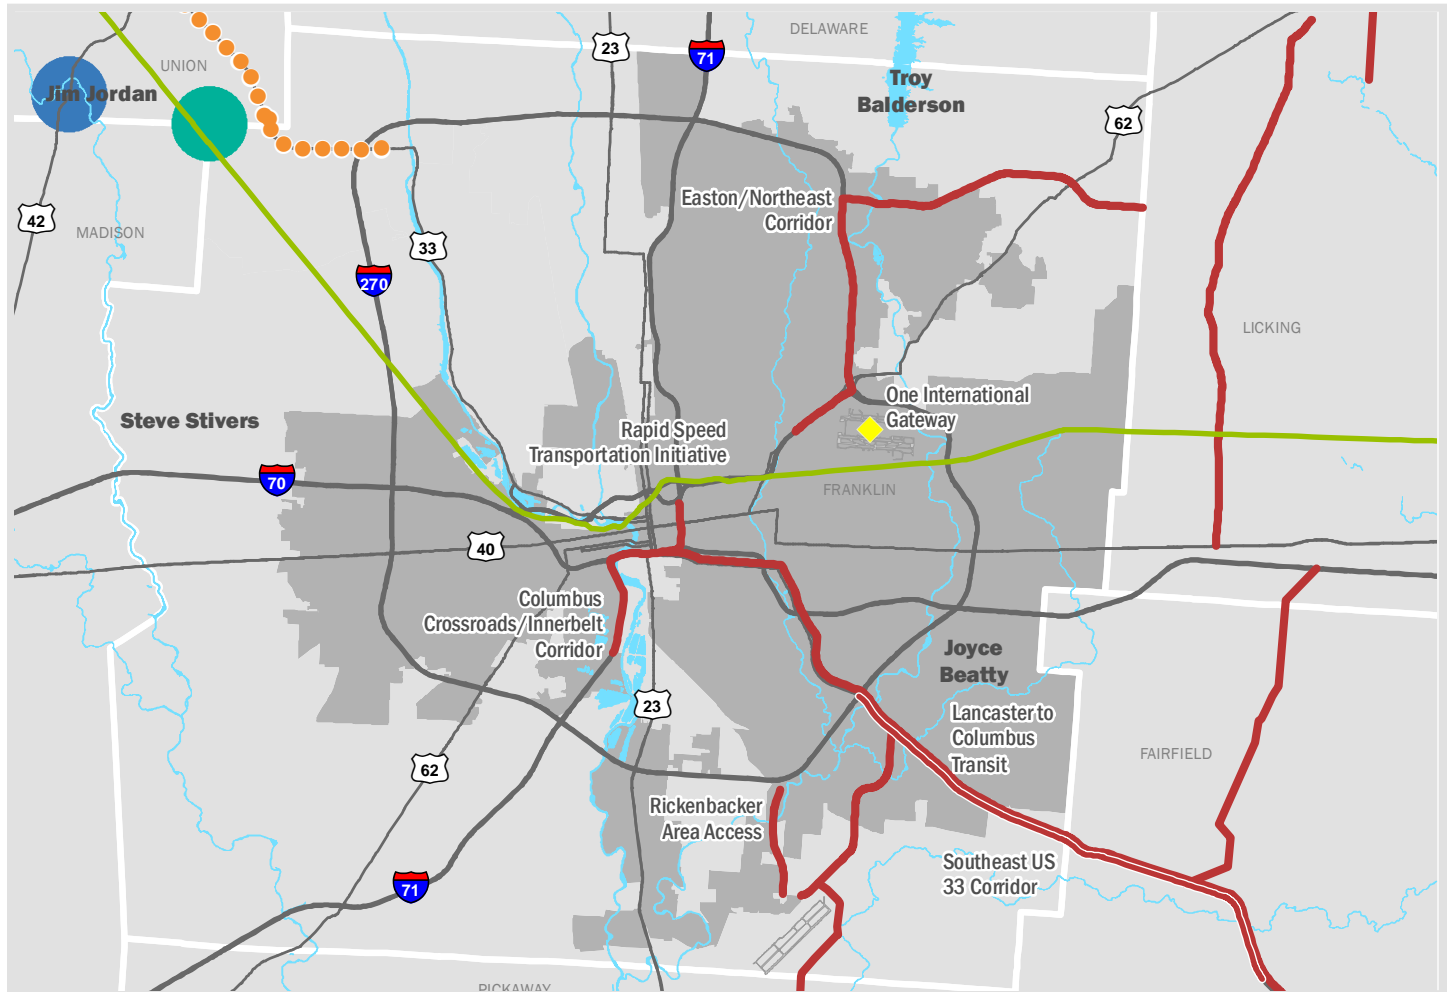 DELAWARE
23
71
UNION
Troy
Balderson
Jim Jordan
62
Easton/Northeast
Corridor
42
MADISON
33
270
LICKING
One International
Gateway
Steve Stivers
Rapid Speed
Transportation Initiative
70
FRANKLIN
40
Columbus
Crossroads/Innerbelt
Corridor
Joyce
Beatty
23
Lancaster to
Columbus
Transit
FAIRFIELD
62
Rickenbacker
Area Access
Southeast US
33 Corridor
71
PICKAWAY